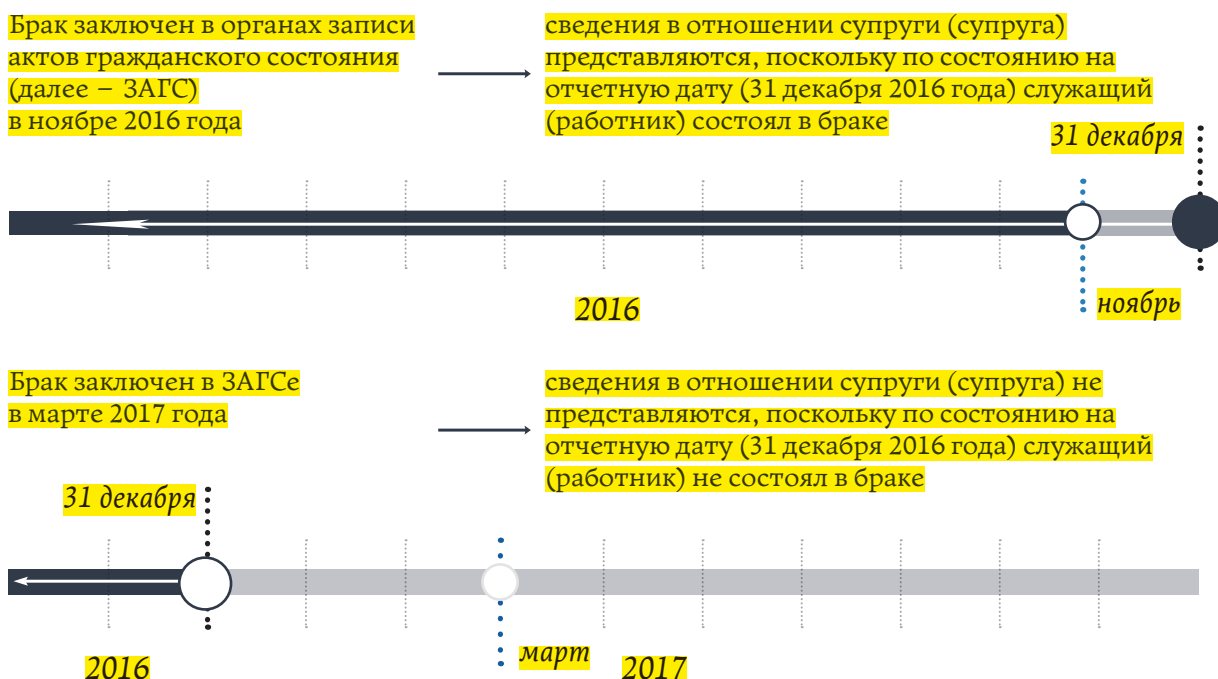 Брак заключен в органах записи
актов гражданского состояния
(далее – ЗАГС)
в ноябре 2016 года
сведения в отношении супруги (супруга)
представляются, поскольку по состоянию на
отчетную дату (31 декабря 2016 года) служащий
(работник) состоял в браке
31 декабря
2016
ноябрь
Брак заключен в ЗАГСе
в марте 2017 года
сведения в отношении супруги (супруга) не
представляются, поскольку по состоянию на
отчетную дату (31 декабря 2016 года) служащий
(работник) не состоял в браке
31 декабря
2016
март
2017